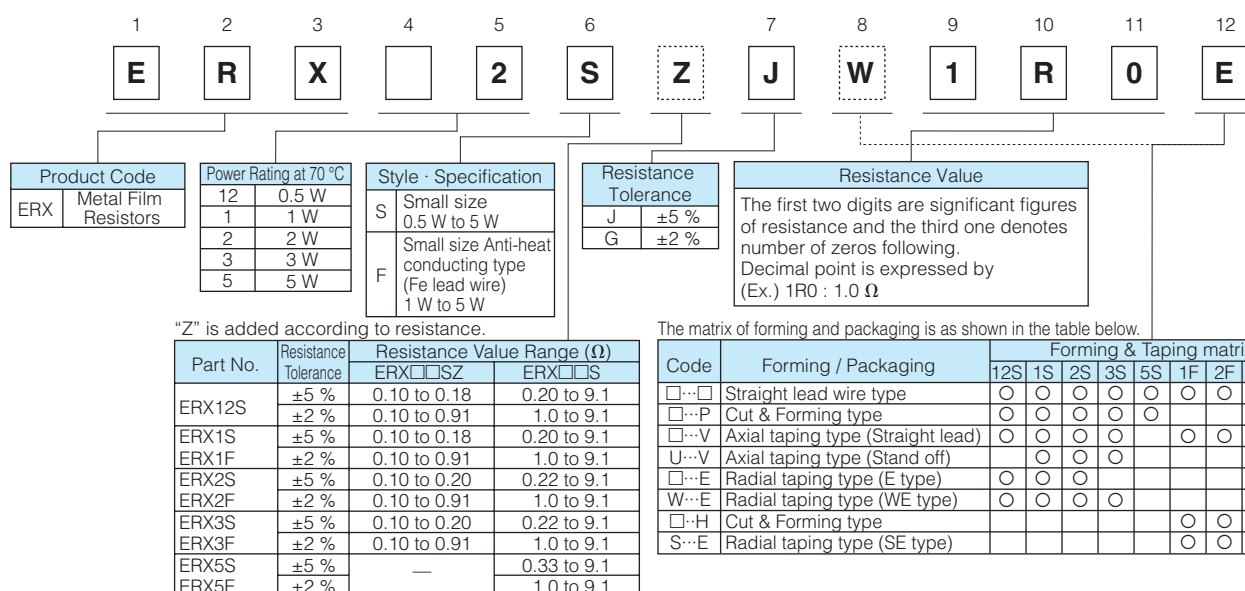 1 2 3 4 5 6 7 8 9 10 11 12
E R X 2 S Z J W 1 R 0 E
Product Code
ERX Metal Film Resistors
Power Rating at 70 °C
12 0.5 W
1 1 W
2 2 W
3 3 W
5 5 W
Style · Specification
S Small size
0.5 W to 5 W
F Small size Anti-heat
conducting type
(Fe lead wire)
1 W to 5 W
Resistance
Tolerance
J ±5 %
G ±2 %
Resistance Value
The first two digits are significant figures
of resistance and the third one denotes
number of zeros following.
Decimal point is expressed by
(Ex.) 1R0 : 1.0 Ω
“Z” is added according to resistance.
Part No. Resistance Tolerance Resistance Value Range (Ω)
ERX□□SZ ERX□□S
ERX12S ±5 % 0.10 to 0.18 0.20 to 9.1
±2 % 0.10 to 0.91 1.0 to 9.1
ERX1S ±5 % 0.10 to 0.18 0.20 to 9.1
ERX1F ±2 % 0.10 to 0.91 1.0 to 9.1
ERX2S ±5 % 0.10 to 0.20 0.22 to 9.1
ERX2F ±2 % 0.10 to 0.91 1.0 to 9.1
ERX3S ±5 % 0.10 to 0.20 0.22 to 9.1
ERX3F ±2 % 0.10 to 0.91 1.0 to 9.1
ERX5S ±5 % — 0.33 to 9.1
ERX5F ±2 % 1.0 to 9.1
The matrix of forming and packaging is as shown in the table below.
Code Forming / Packaging Forming & Taping matri
12S 1S 2S 3S 5S 1F 2F
□···□ Straight lead wire type ○ ○ ○ ○ ○ ○ ○
□···P Cut & Forming type ○ ○ ○ ○ ○
□···V Axial taping type (Straight lead) ○ ○ ○ ○ ○ ○
U···V Axial taping type (Stand off) ○ ○ ○
□···E Radial taping type (E type) ○ ○ ○
W···E Radial taping type (WE type) ○ ○ ○ ○
□··H Cut & Forming type ○ ○
S···E Radial taping type (SE type) ○ ○